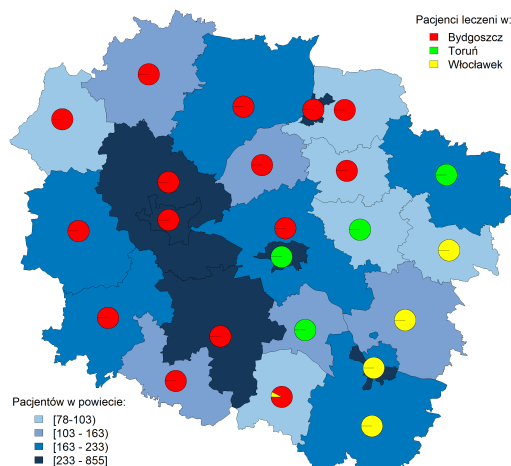 Pacjenci leczeni w:
Bydgoszcz
Toruń
Włocławek
Pacjentów w powiecie:
[78-103)
[103 - 163)
[163 - 233)
[233 - 855]